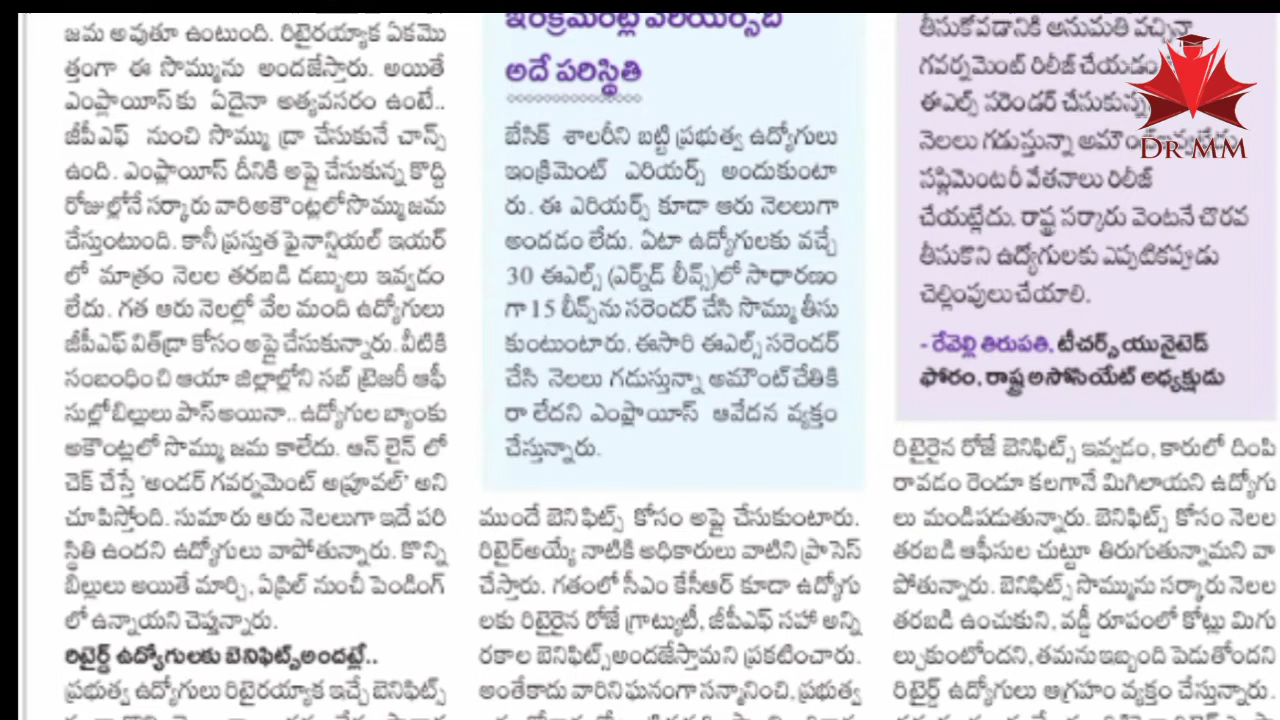 జమ అవుతూ ఉంటుంది. రిటైరయ్యాక ఏకమొ
త్తంగా ఈ సొమ్మును అందజేస్తారు. అయితే
ఎంప్లాయీస్ కు ఏదైనా అత్యవసరం ఉంటే..
జీపీఎఫ్ నుంచి సొమ్ము డ్రా చేసుకునే చాన్స్
ఉంది. ఎంప్లాయీస్ దీనికి అప్లై చేసుకున్న కొద్ది
రోజుల్లోనే సర్కారు వారి అకౌంట్లలో సొమ్ము జమ
చేస్తుంటుంది. కానీ ప్రస్తుత ఫైనాన్షియల్ ఇయర్
లో మాత్రం నెలల తరబడి డబ్బులు ఇవ్వడం
లేదు. గత ఆరు నెలల్లో వేల మంది ఉద్యోగులు
జీపీఎఫ్ విత్‌డ్రా కోసం అప్లై చేసుకున్నారు. వీటికి
సంబంధించి ఆయా జిల్లాల్లోని సబ్ ట్రెజరీ ఆఫీ
సుల్లో బిల్లులు పాస్ అయినా.. ఉద్యోగుల బ్యాంకు
అకౌంట్లలో సొమ్ము జమ కాలేదు. ఆన్ లైన్ లో
చెక్ చేస్తే 'అండర్ గవర్నమెంట్ అప్రూవల్' అని
చూపిస్తోంది. సుమారు ఆరు నెలలుగా ఇదే పరి
స్థితి ఉందని ఉద్యోగులు వాపోతున్నారు. కొన్ని
బిల్లులు అయితే మార్చి, ఏప్రిల్ నుంచీ పెండింగ్
లో ఉన్నాయని చెప్తున్నారు.
రిటైర్డ్ ఉద్యోగులకు బెనిఫిట్స్ అందట్లే..
ప్రభుత్వ ఉద్యోగులు రిటైరయ్యాక ఇచ్చే బెనిఫిట్స్
ఇంక్రిమెంట్ల ఏరియర్స్‌దీ
అదే పరిస్థితి
బేసిక్ శాలరీని బట్టి ప్రభుత్వ ఉద్యోగులు
ఇంక్రిమెంట్ ఎరియర్స్ అందుకుంటా
రు. ఈ ఎరియర్స్ కూడా ఆరు నెలలుగా
అందడం లేదు. ఏటా ఉద్యోగులకు వచ్చే
30 ఈఎల్స్ (ఎర్న్‌డ్ లీవ్స్)లో సాధారణం
గా 15 లీవ్స్‌ను సరెండర్ చేసి సొమ్ము తీసు
కుంటుంటారు. ఈసారి ఈఎల్స్ సరెండర్
చేసి నెలలు గడుస్తున్నా అమౌంట్ చేతికి
రాలేదని ఎంప్లాయీస్ ఆవేదన వ్యక్తం
చేస్తున్నారు.
ముందే బెనిఫిట్స్ కోసం అప్లై చేసుకుంటారు.
రిటైర్అయ్యే నాటికి అధికారులు వాటిని ప్రాసెస్
చేస్తారు. గతంలో సీఎం కేసీఆర్ కూడా ఉద్యోగు
లకు రిటైరైన రోజే గ్రాట్యుటీ, జీపీఎఫ్ సహా అన్ని
రకాల బెనిఫిట్స్ అందజేస్తామని ప్రకటించారు.
అంతేకాదు వారిని ఘనంగా సన్మానించి, ప్రభుత్వ
తీసుకోవడానికి అనుమతి వచ్చినా
గవర్నమెంట్ రిలీజ్ చేయడం
ఈఎల్స్ సరెండర్ చేసుకున్న
నెలలు గడుస్తున్నా
సప్లిమెంటరీ వేతనాలు రిలీజ్
చేయట్లేదు. రాష్ట్ర సర్కారు వెంటనే చొరవ
తీసుకొని ఉద్యోగులకు ఎప్పటికప్పుడు
చెల్లింపులు చేయాలి.
- రేవెల్లి తిరుపతి, టీచర్స్ యునైటెడ్
ఫోరం, రాష్ట్ర అసోసియేట్ అధ్యక్షుడు
రిటైరైన రోజే బెనిఫిట్స్ ఇవ్వడం, కారులో దింపి
రావడం రెండూ కలగానే మిగిలాయని ఉద్యోగు
లు మండిపడుతున్నారు. బెనిఫిట్స్ కోసం నెలల
తరబడి ఆఫీసుల చుట్టూ తిరుగుతున్నామని వా
పోతున్నారు. బెనిఫిట్స్ సొమ్మును సర్కారు నెలల
తరబడి ఉంచుకుని, వడ్డీ రూపంలో కోట్లు మిగు
ల్చుకుంటోందని, తమను ఇబ్బంది పెడుతోందని
రిటైర్డ్ ఉద్యోగులు ఆగ్రహం వ్యక్తం చేస్తున్నారు.
DR MM